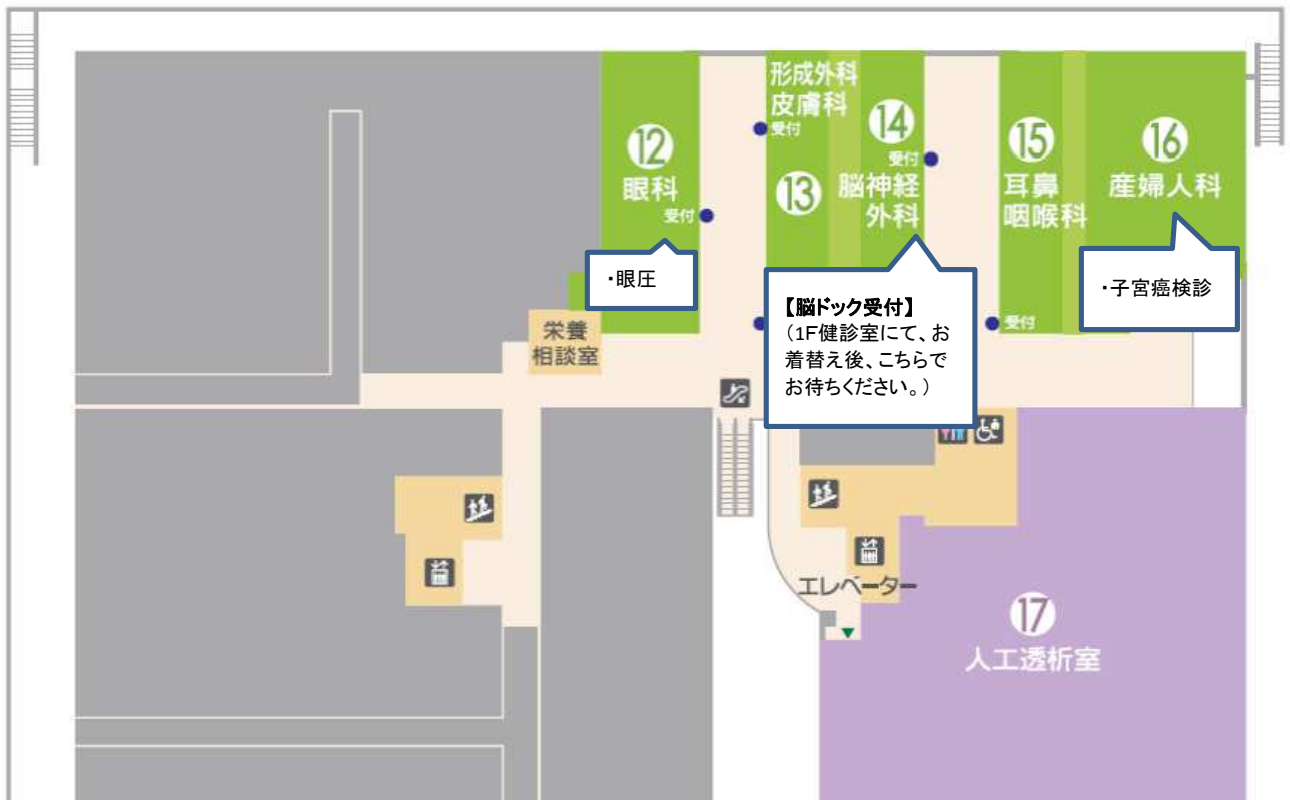 ⑫
眼科
受付
・眼圧
栄養
相談室
形成外科
皮膚科
受付
⑬
⑭
受付
脳神経
外科
【脳ドック受付】
(1F健診室にて、お
着替え後、こちらで
お待ちください。)
⑮
耳鼻
咽喉科
受付
⑯
産婦人科
・子宮癌検診
エレベーター
⑰
人工透析室